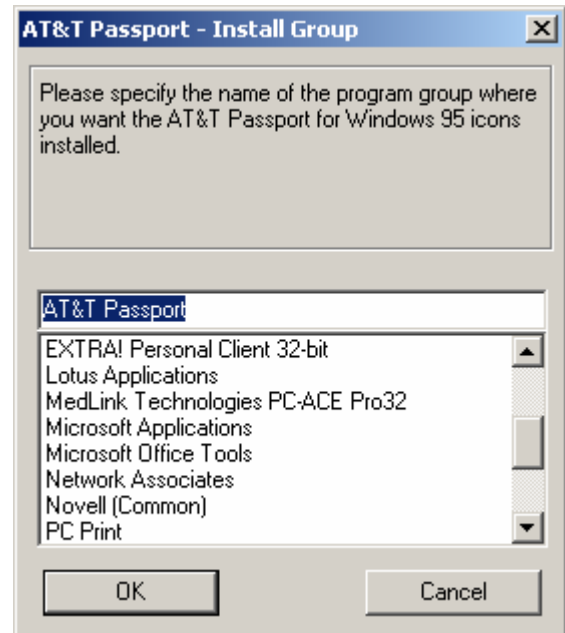 AT&T Passport - Install Group
Please specify the name of the program group where
you want the AT&T Passport for Windows 95 icons
installed.
AT&T Passport
EXTRA! Personal Client 32-bit
Lotus Applications
MedLink Technologies PC-ACE Pro32
Microsoft Applications
Microsoft Office Tools
Network Associates
Novell (Common)
PC Print
OK Cancel